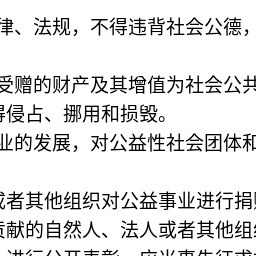 律、法规，不得违背社会公德，
受赠的财产及其增值为社会公共
得侵占、挪用和损毁。
业的发展，对公益性社会团体和
或者其他组织对公益事业进行捐赠
贡献的自然人、法人或者其他组织